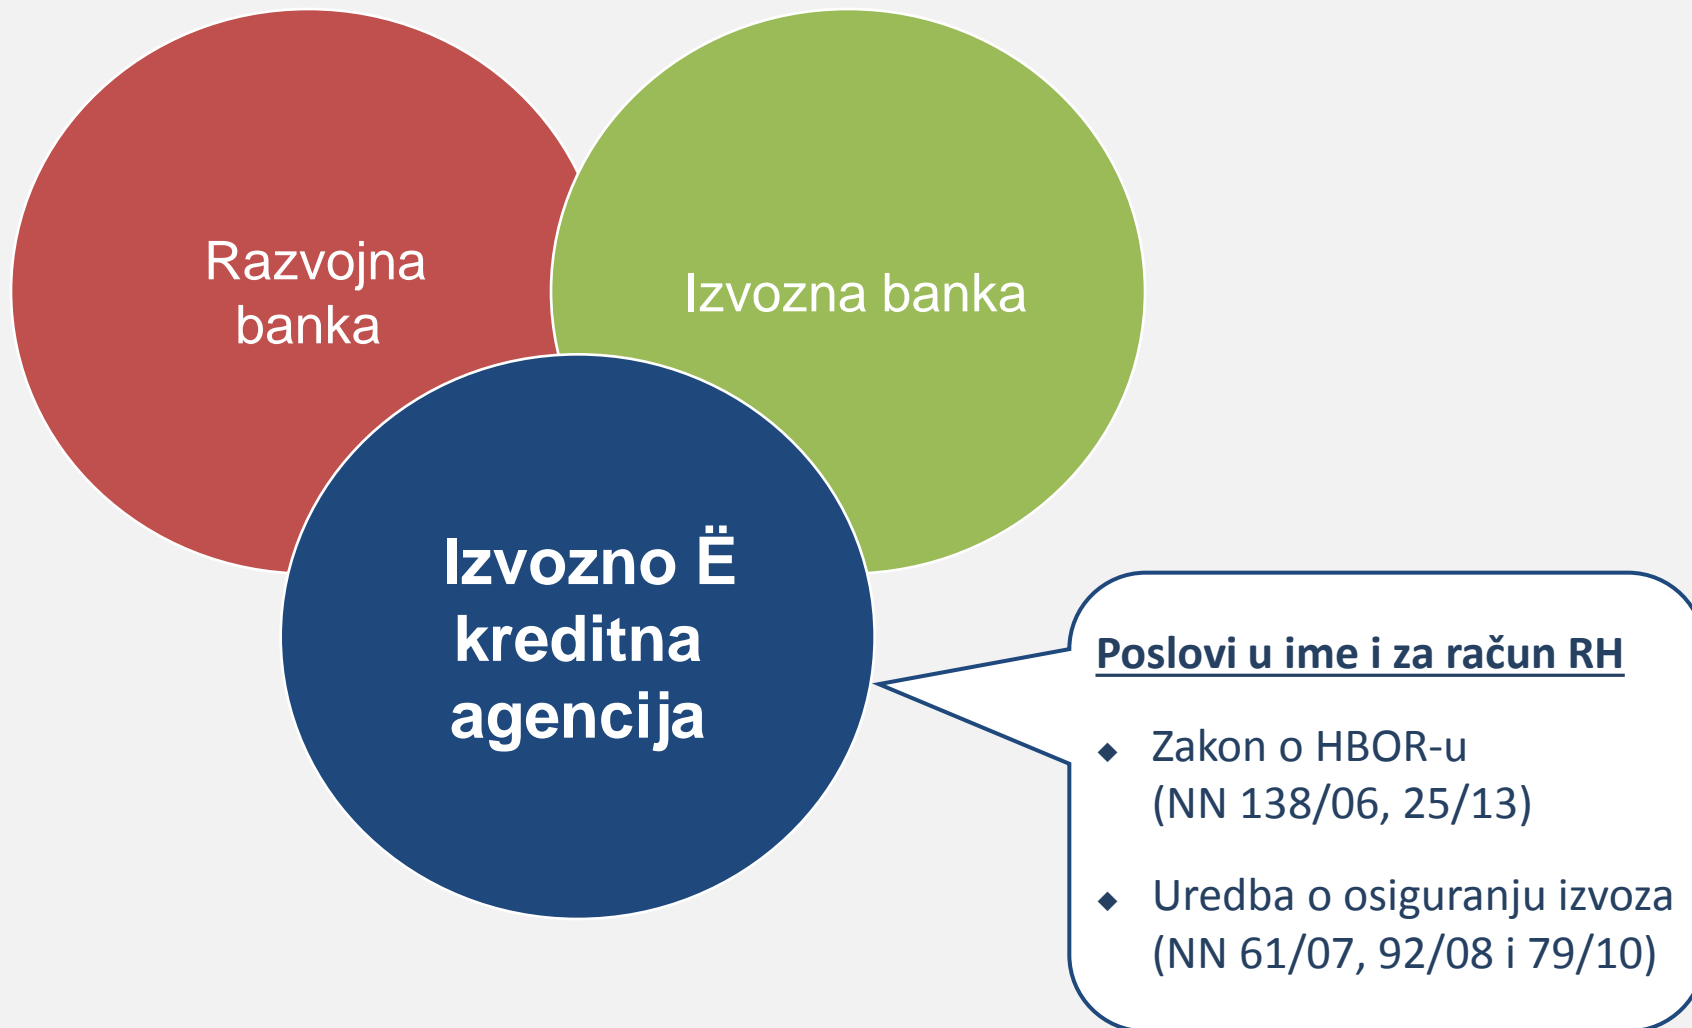 Razvojna
banka
Izvozna banka
Izvozno Ë
kreditna
agencija
Poslovi u ime i za račun RH
Zakon o HBOR-u
(NN 138/06, 25/13)
Uredba o osiguranju izvoza
(NN 61/07, 92/08 i 79/10)